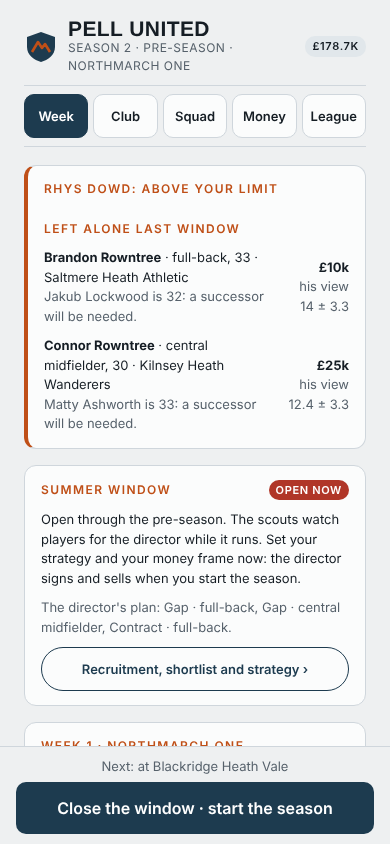 PELL UNITED
SEASON 2 · PRE-SEASON ·
NORTHMARCH ONE
£178.7K
Week
Club
Squad
Money
League
RHYS DOWD: ABOVE YOUR LIMIT
LEFT ALONE LAST WINDOW
Brandon Rowntree · full-back, 33 ·
Saltmere Heath Athletic
Jakub Lockwood is 32: a successor
will be needed.
£10k
his view
14 ± 3.3
Connor Rowntree · central
midfielder, 30 · Kilnsey Heath
Wanderers
Matty Ashworth is 33: a successor
will be needed.
£25k
his view
12.4 ± 3.3
SUMMER WINDOW
OPEN NOW
Open through the pre-season. The scouts watch
players for the director while it runs. Set your
strategy and your money frame now: the director
signs and sells when you start the season.
The director's plan: Gap · full-back, Gap · central
midfielder, Contract · full-back.
Recruitment, shortlist and strategy ›
WEEK 1 · NORTHMARCH ONE
Next: at Blackridge Heath Vale
Close the window · start the season